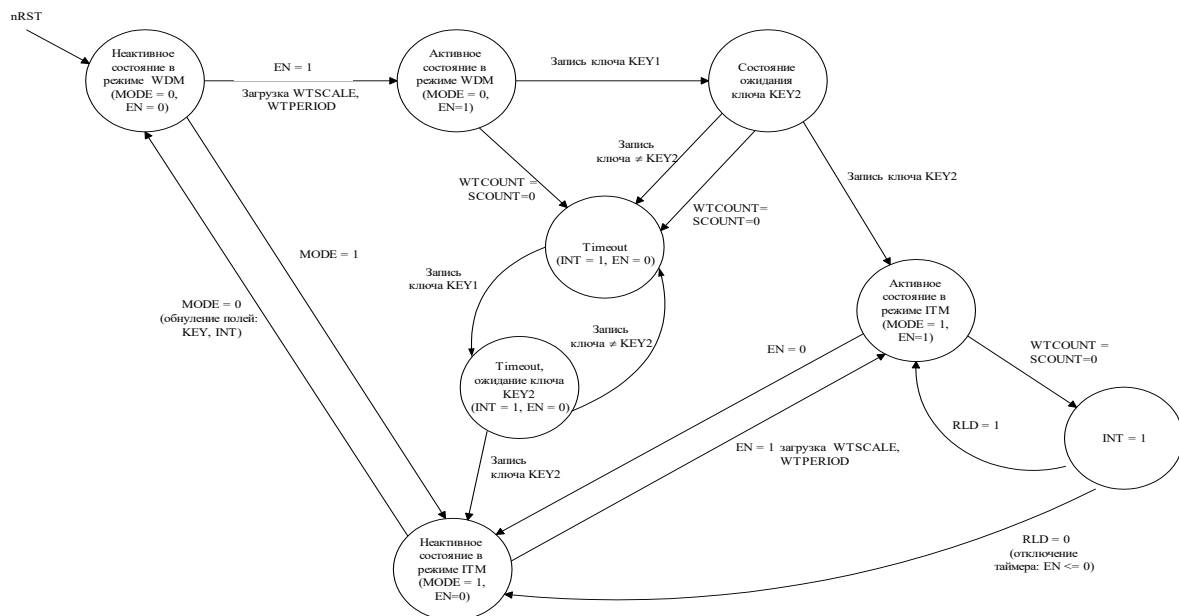 nRST
Неактивное
состояние в
режиме WDM
(MODE = 0,
EN = 0)
EN = 1
Загрузка WTSCALE,
WTPERIOD
Активное
состояние в
режиме WDM
(MODE = 0,
EN=1)
Запись ключа KEY1
Состояние
ожидания
ключа KEY2
Запись
ключа ≠ KEY2
WTCOUNT =
SCOUNT=0
WTCOUNT=
SCOUNT=0
Запись ключа KEY2
Timeout
(INT = 1, EN = 0)
MODE = 1
Запись
ключа KEY1
MODE = 0
(обнуление полей:
KEY, INT)
Запись
ключа ≠ KEY2
Активное
состояние в
режиме ITM
(MODE = 1,
EN=1)
EN = 0
WTCOUNT =
SCOUNT=0
Timeout,
ожидание ключа
KEY2
(INT = 1, EN = 0)
RLD = 1
INT = 1
EN = 1 загрузка WTSCALE,
WTPERIOD
Запись
ключа KEY2
Неактивное
состояние в
режиме ITM
(MODE = 1,
EN=0)
RLD = 0
(отключение
таймера: EN <= 0)